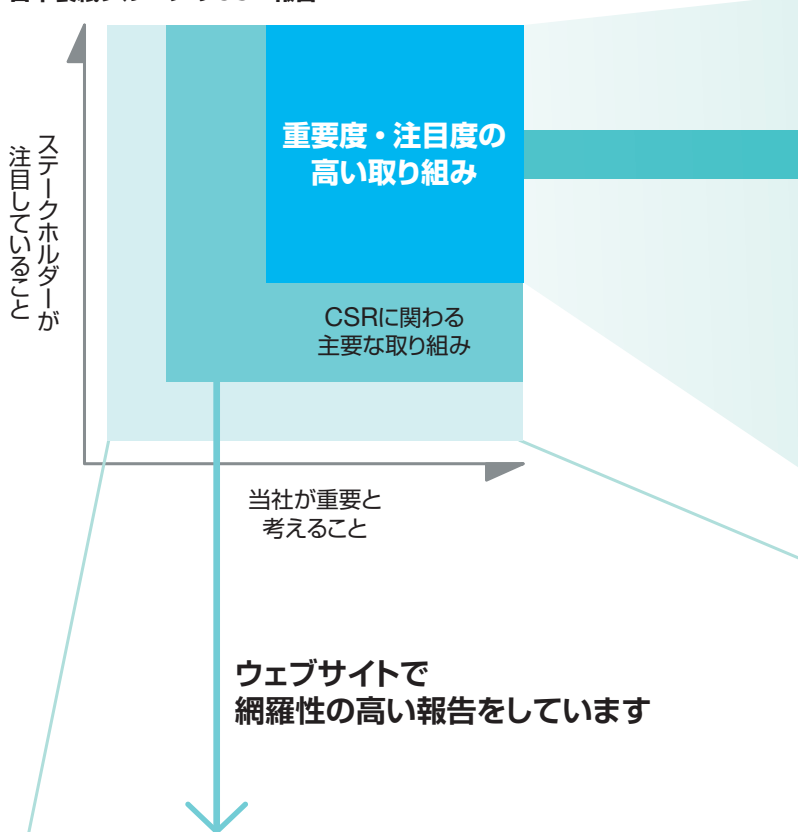 重要度・注目度の
高い取り組み
ステークホルダーが
注目していること
CSRに関わる
主要な取り組み
当社が重要と
考えること
ウェブサイトで
網羅性の高い報告をしています